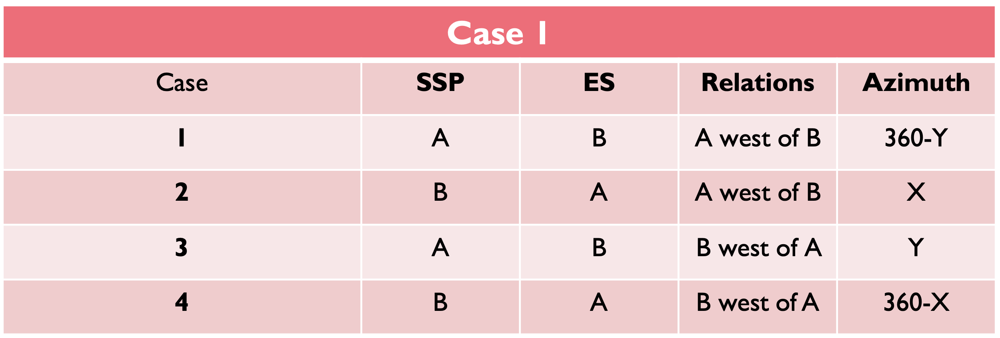 Case 1
Case SSP ES Relations Azimuth
1 A B A west of B 360-Y
2 B A A west of B X
3 A B B west of A Y
4 B A B west of A 360-X